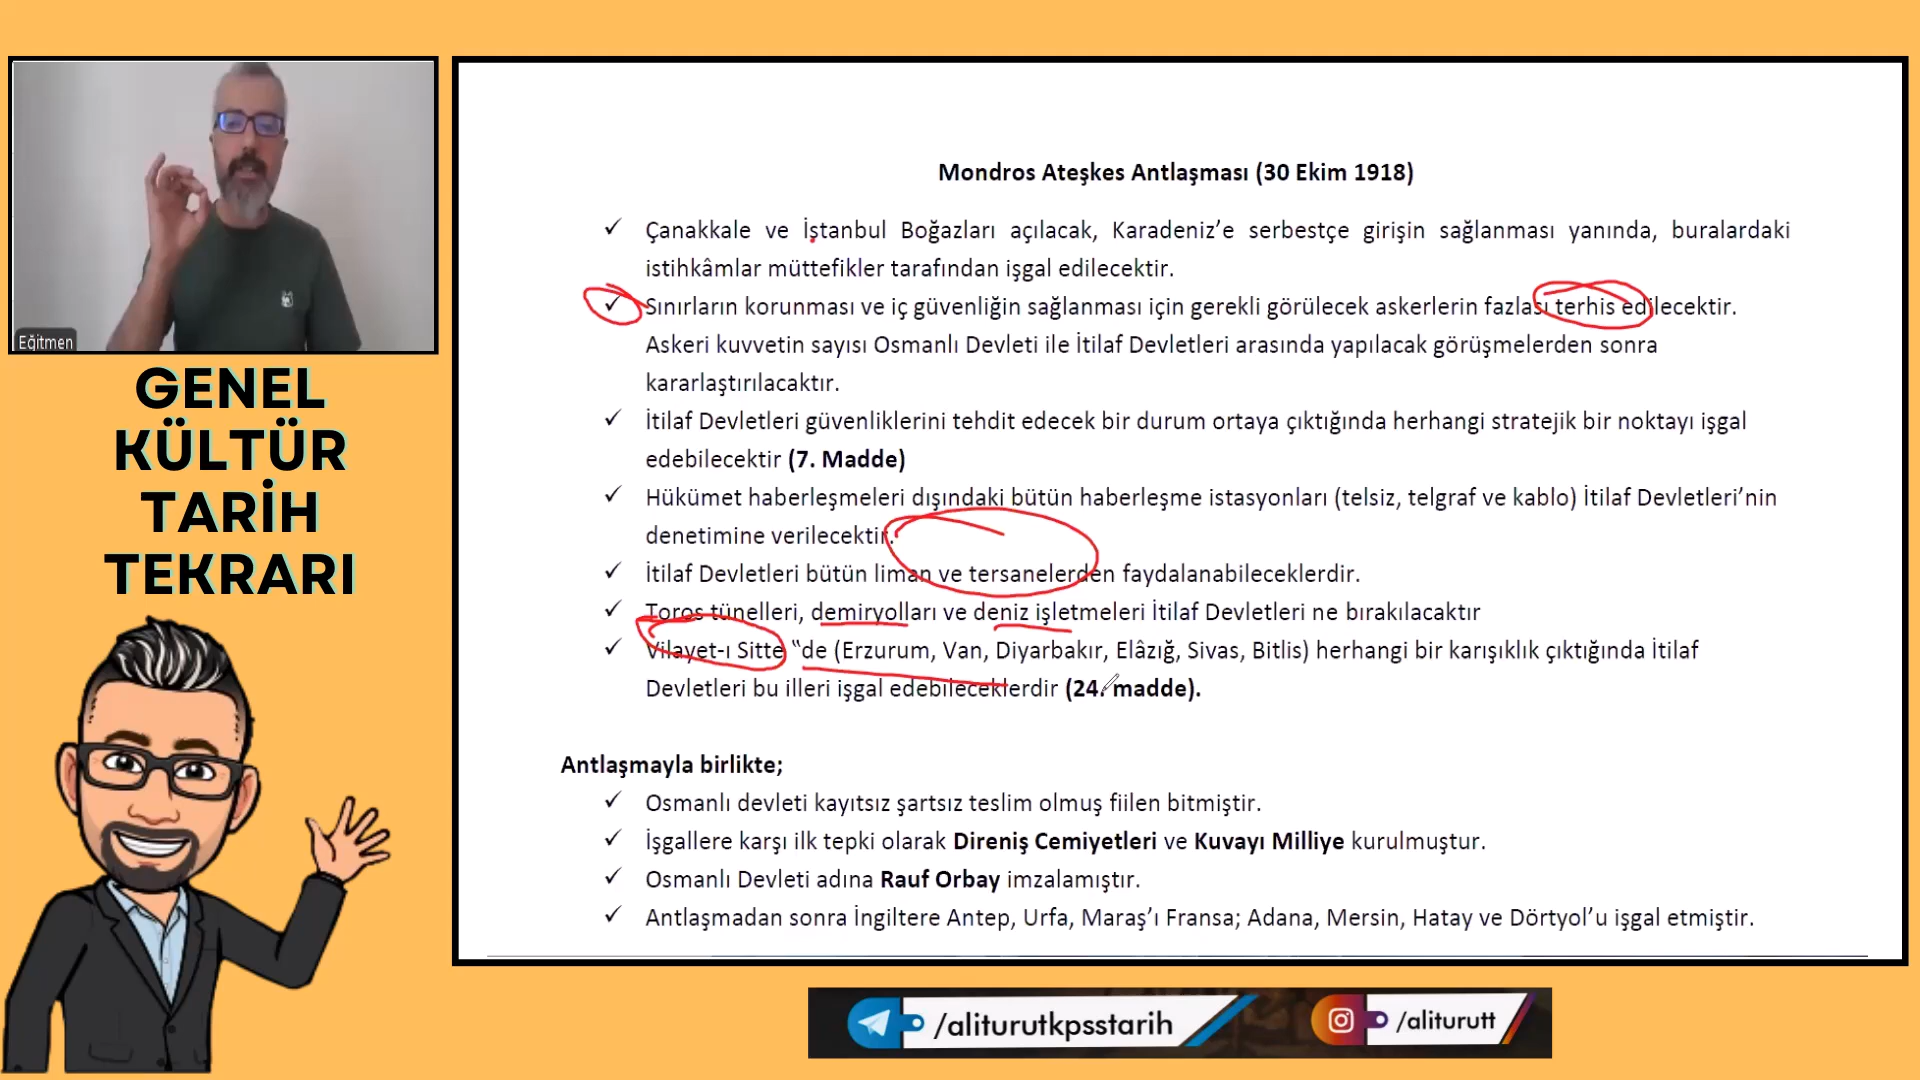 Eğitmen
GENEL
KÜLTÜR
TARİH
TEKRARI
Mondros Ateşkes Antlaşması (30 Ekim 1918)
✓ Çanakkale ve İstanbul Boğazları açılacak, Karadeniz’e serbestçe girişin sağlanması yanında, buralardaki
istihkâmlar müttefikler tarafından işgal edilecektir.
✓ Sınırların korunması ve iç güvenliğin sağlanması için gerekli görülecek askerlerin fazlası terhis edilecektir.
Askeri kuvvetin sayısı Osmanlı Devleti ile İtilaf Devletleri arasında yapılacak görüşmelerden sonra
kararlaştırılacaktır.
✓ İtilaf Devletleri güvenliklerini tehdit edecek bir durum ortaya çıktığında herhangi stratejik bir noktayı işgal
edebilecektir (7. Madde)
✓ Hükümet haberleşmeleri dışındaki bütün haberleşme istasyonları (telsiz, telgraf ve kablo) İtilaf Devletleri’nin
denetimine verilecektir.
✓ İtilaf Devletleri bütün liman ve tersanelerden faydalanabileceklerdir.
✓ Toros tünelleri, demiryolları ve deniz işletmeleri İtilaf Devletleri ne bırakılacaktır
✓ Vilayet-ı Sitte "de (Erzurum, Van, Diyarbakır, Elâzığ, Sivas, Bitlis) herhangi bir karışıklık çıktığında İtilaf
Devletleri bu illeri işgal edebileceklerdir (24. madde).
Antlaşmayla birlikte;
✓ Osmanlı devleti kayıtsız şartsız teslim olmuş fiilen bitmiştir.
✓ İşgallere karşı ilk tepki olarak Direniş Cemiyetleri ve Kuvayı Milliye kurulmuştur.
✓ Osmanlı Devleti adına Rauf Orbay imzalamıştır.
✓ Antlaşmadan sonra İngiltere Antep, Urfa, Maraş’ı Fransa; Adana, Mersin, Hatay ve Dörtyol’u işgal etmiştir.
/aliturutkpsstarih
/aliturutt